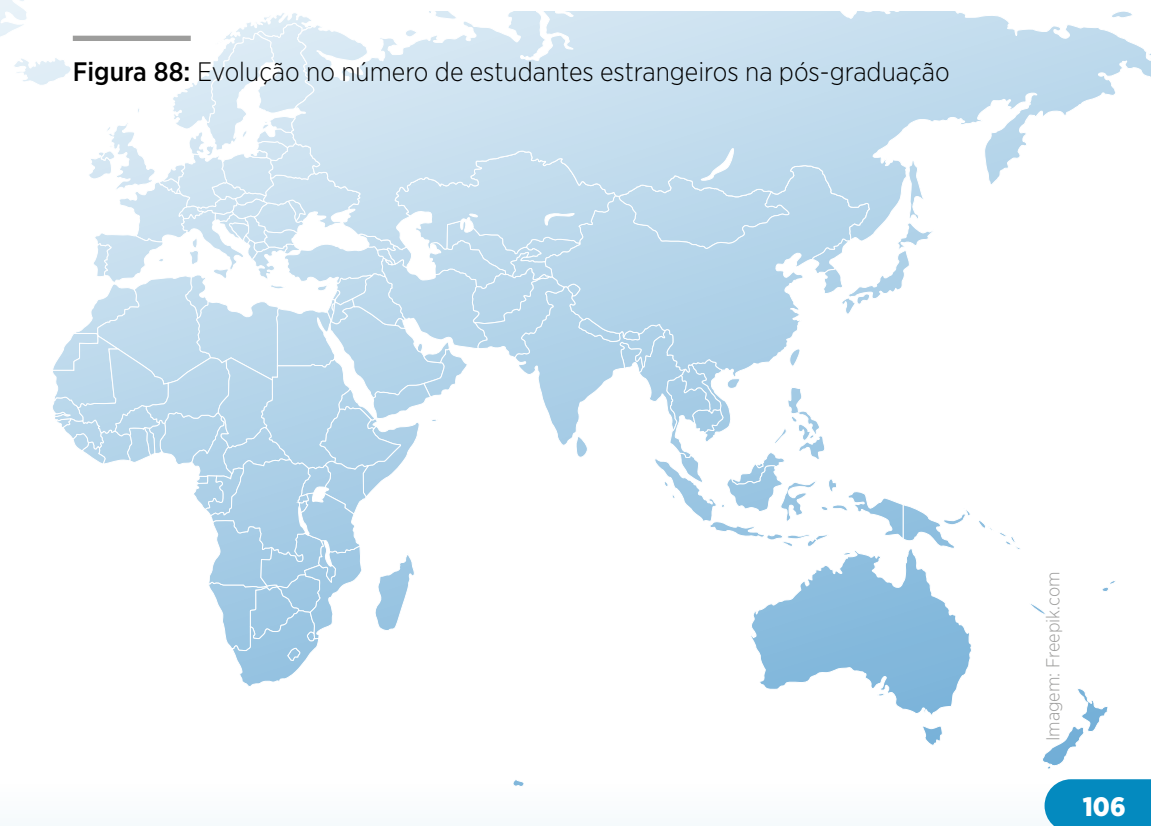 Figura 88: Evolução no número de estudantes estrangeiros na pós-graduação
Imagem: Freepik.com
106